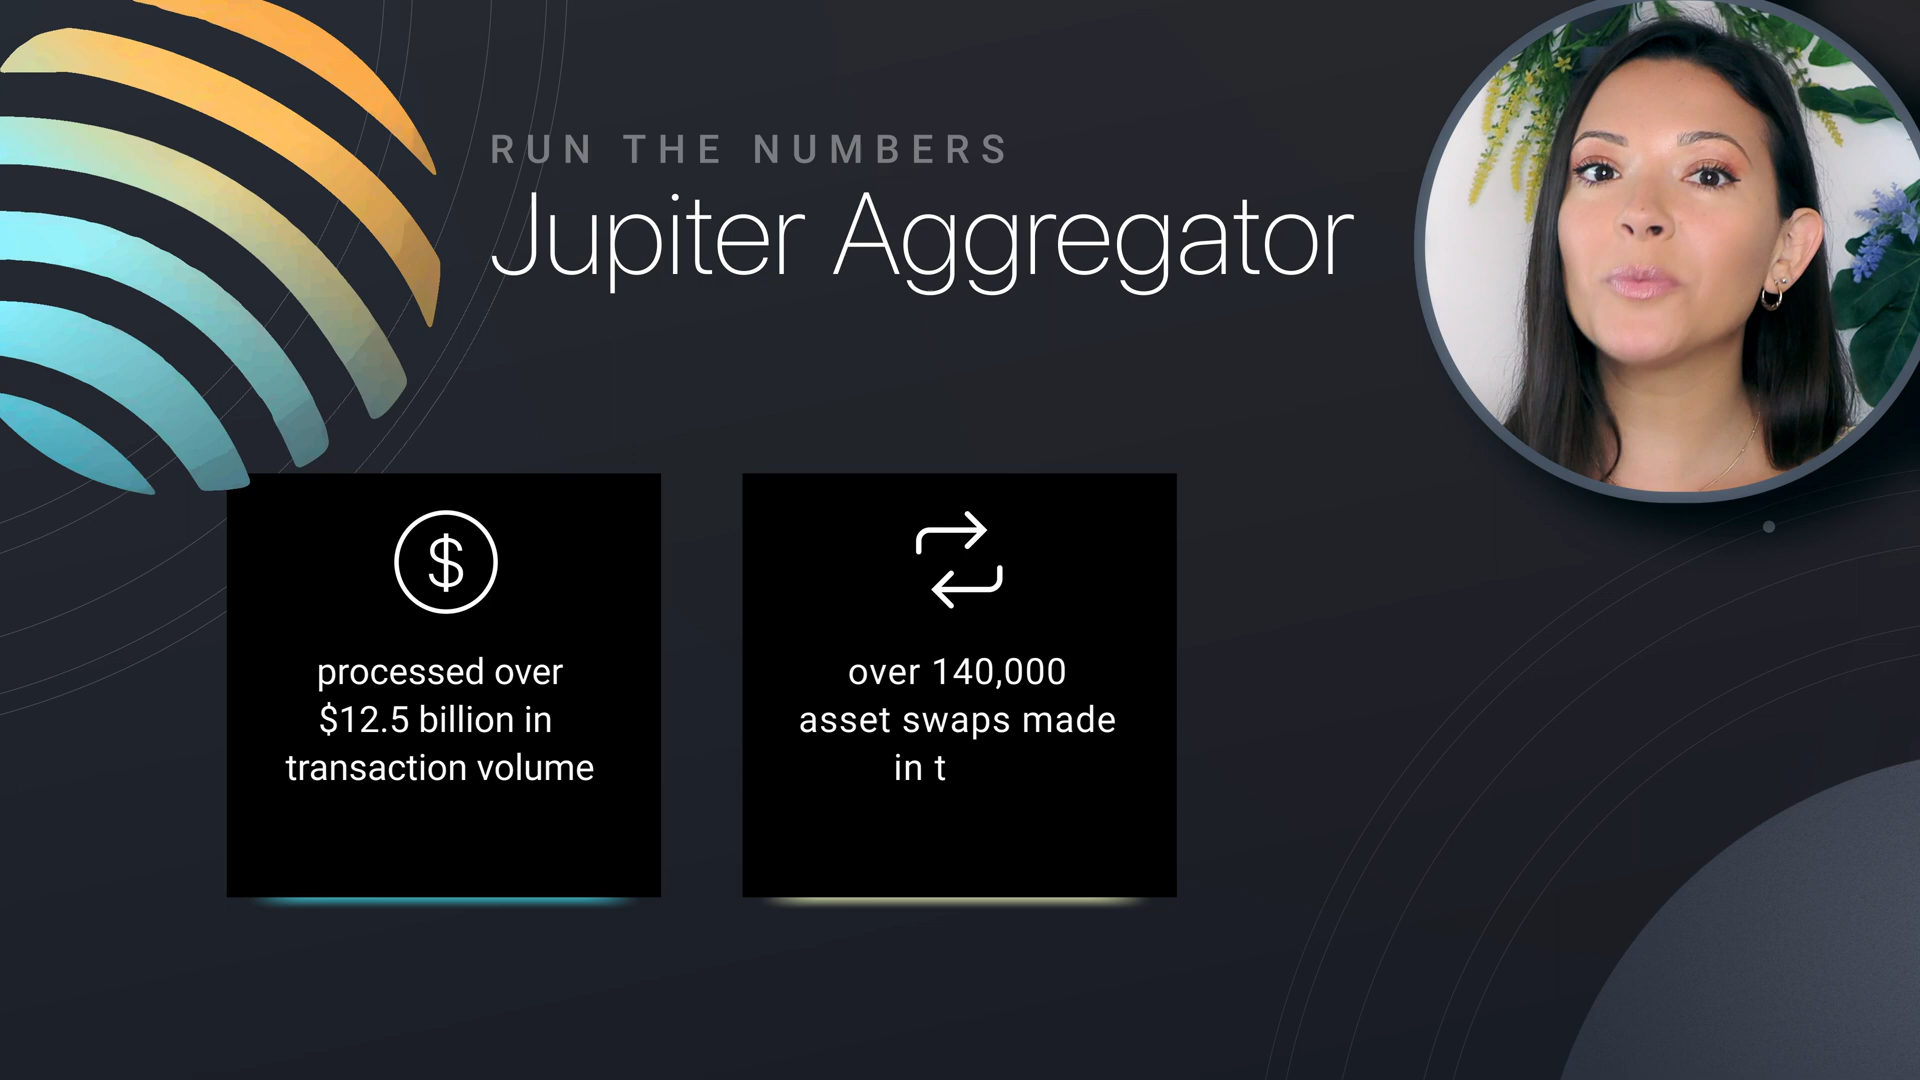 RUN THE NUMBERS
Jupiter Aggregator
$
processed over
$12.5 billion in
transaction volume
over 140,000
asset swaps made
in t